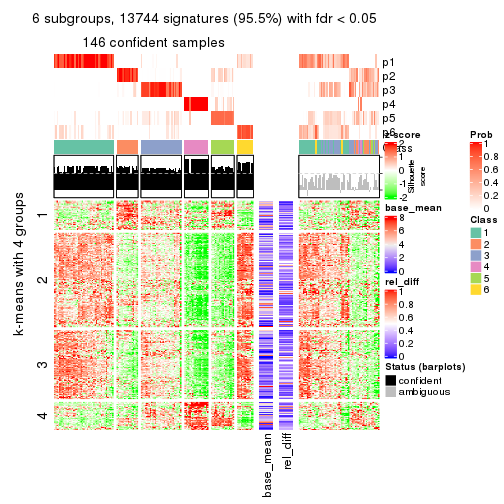 6 subgroups, 13744 signatures (95.5%) with fdr < 0.05
146 confident samples
p1
p2
p3
p4
p5
p6
Class
Silhouette
score
k-means with 4 groups
1
2
3
4
base_mean
rel_diff
z-score
2
1
0
-1
-2
base_mean
8
6
4
2
0
rel_diff
1
0.8
0.6
0.4
0.2
0
Status (barplots)
confident
ambiguous
Prob
1
0.8
0.6
0.4
0.2
0
Class
1
2
3
4
5
6